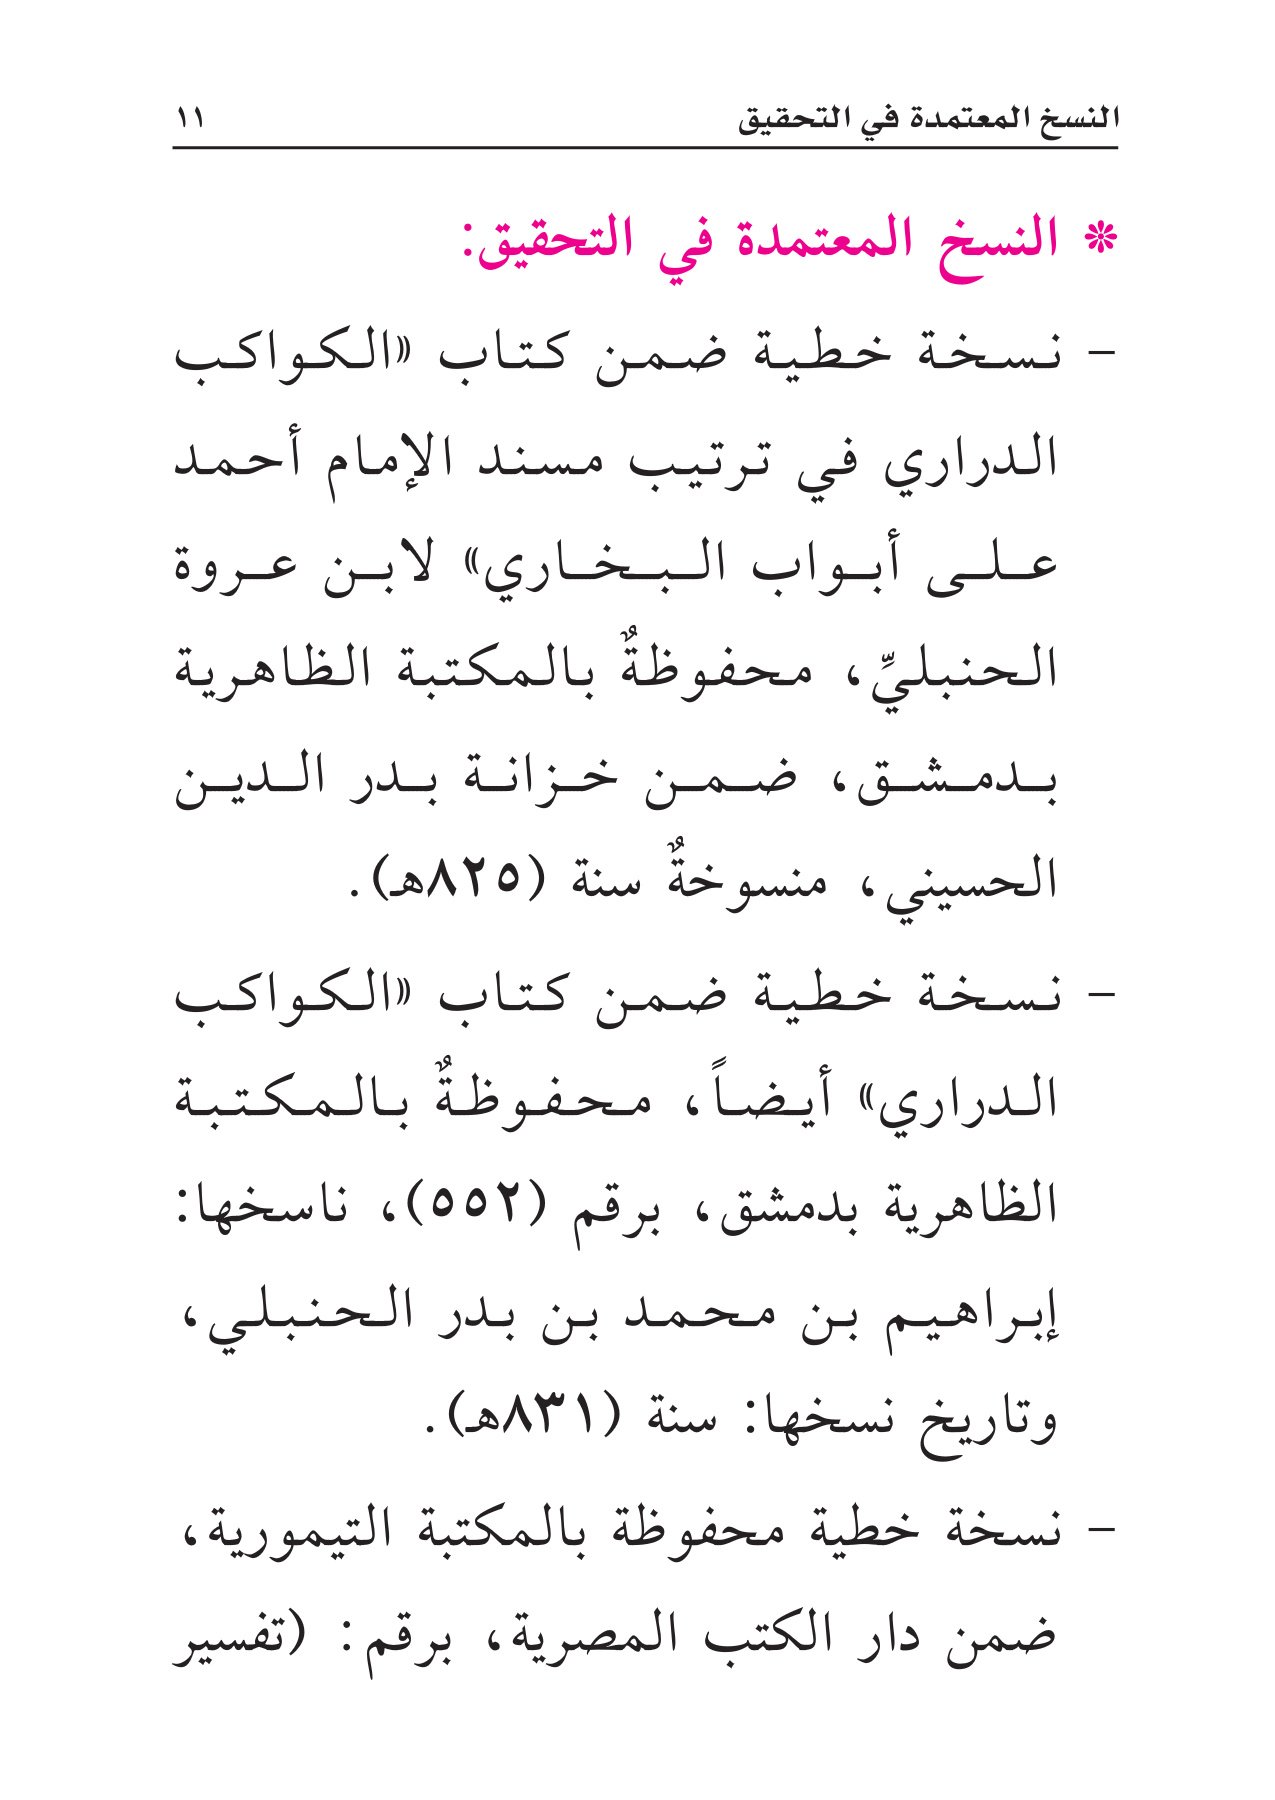 النسخ المعتمدة في التحقيق ١١
❊ النسخ المعتمدة في التحقيق:
- نسخة خطية ضمن كتاب «الكواكب
الدراري في ترتيب مسند الإمام أحمد
على أبواب البخاري» لابن عروة
الحنبليِّ، محفوظةٌ بالمكتبة الظاهرية
بدمشق، ضمن خزانة بدر الدين
الحسيني، منسوخةٌ سنة (٨٢٥هـ).
- نسخة خطية ضمن كتاب «الكواكب
الدراري» أيضاً، محفوظةٌ بالمكتبة
الظاهرية بدمشق، برقم (٥٥٢)، ناسخها:
إبراهيم بن محمد بن بدر الحنبلي،
وتاريخ نسخها: سنة (٨٣١هـ).
- نسخة خطية محفوظة بالمكتبة التيمورية،
ضمن دار الكتب المصرية، برقم: (تفسير